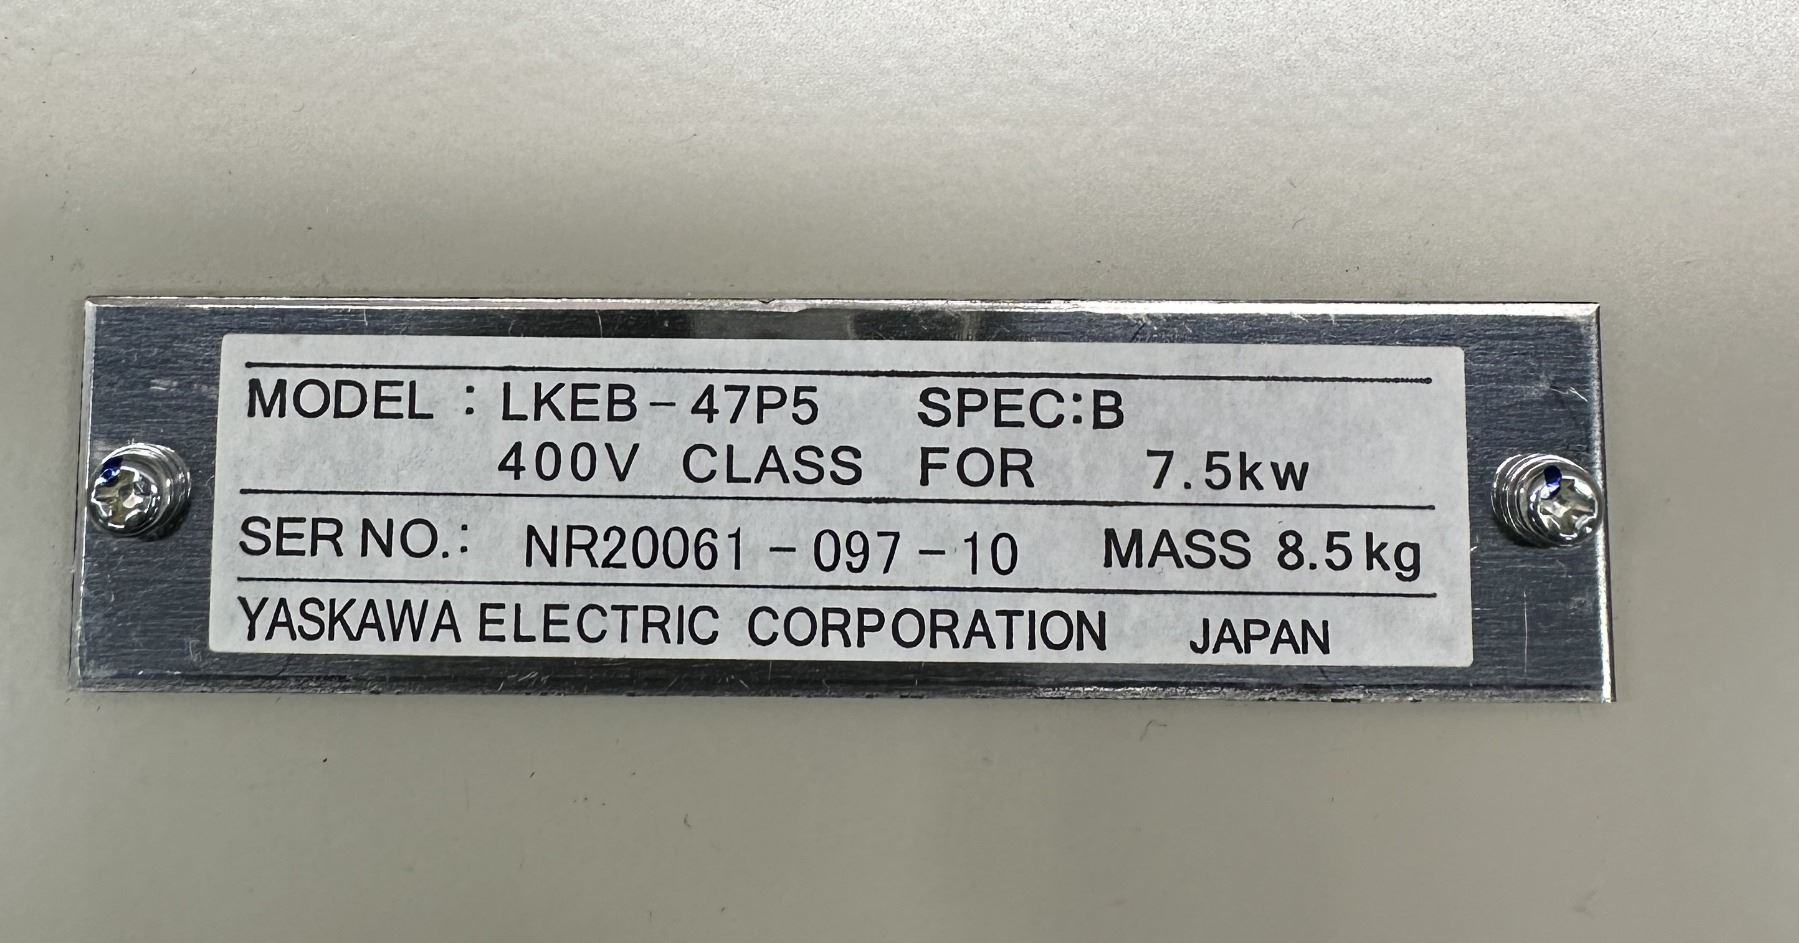 MODEL : LKEB-47P5 SPEC:B
400V CLASS FOR 7.5kw
SER NO.: NR20061-097-10 MASS 8.5kg
YASKAWA ELECTRIC CORPORATION JAPAN